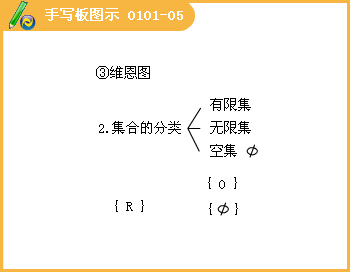 手写板图示 0101-05
③维恩图
有限集
2.集合的分类 无限集
空集 ϕ
{ O }
{ R } { ϕ }